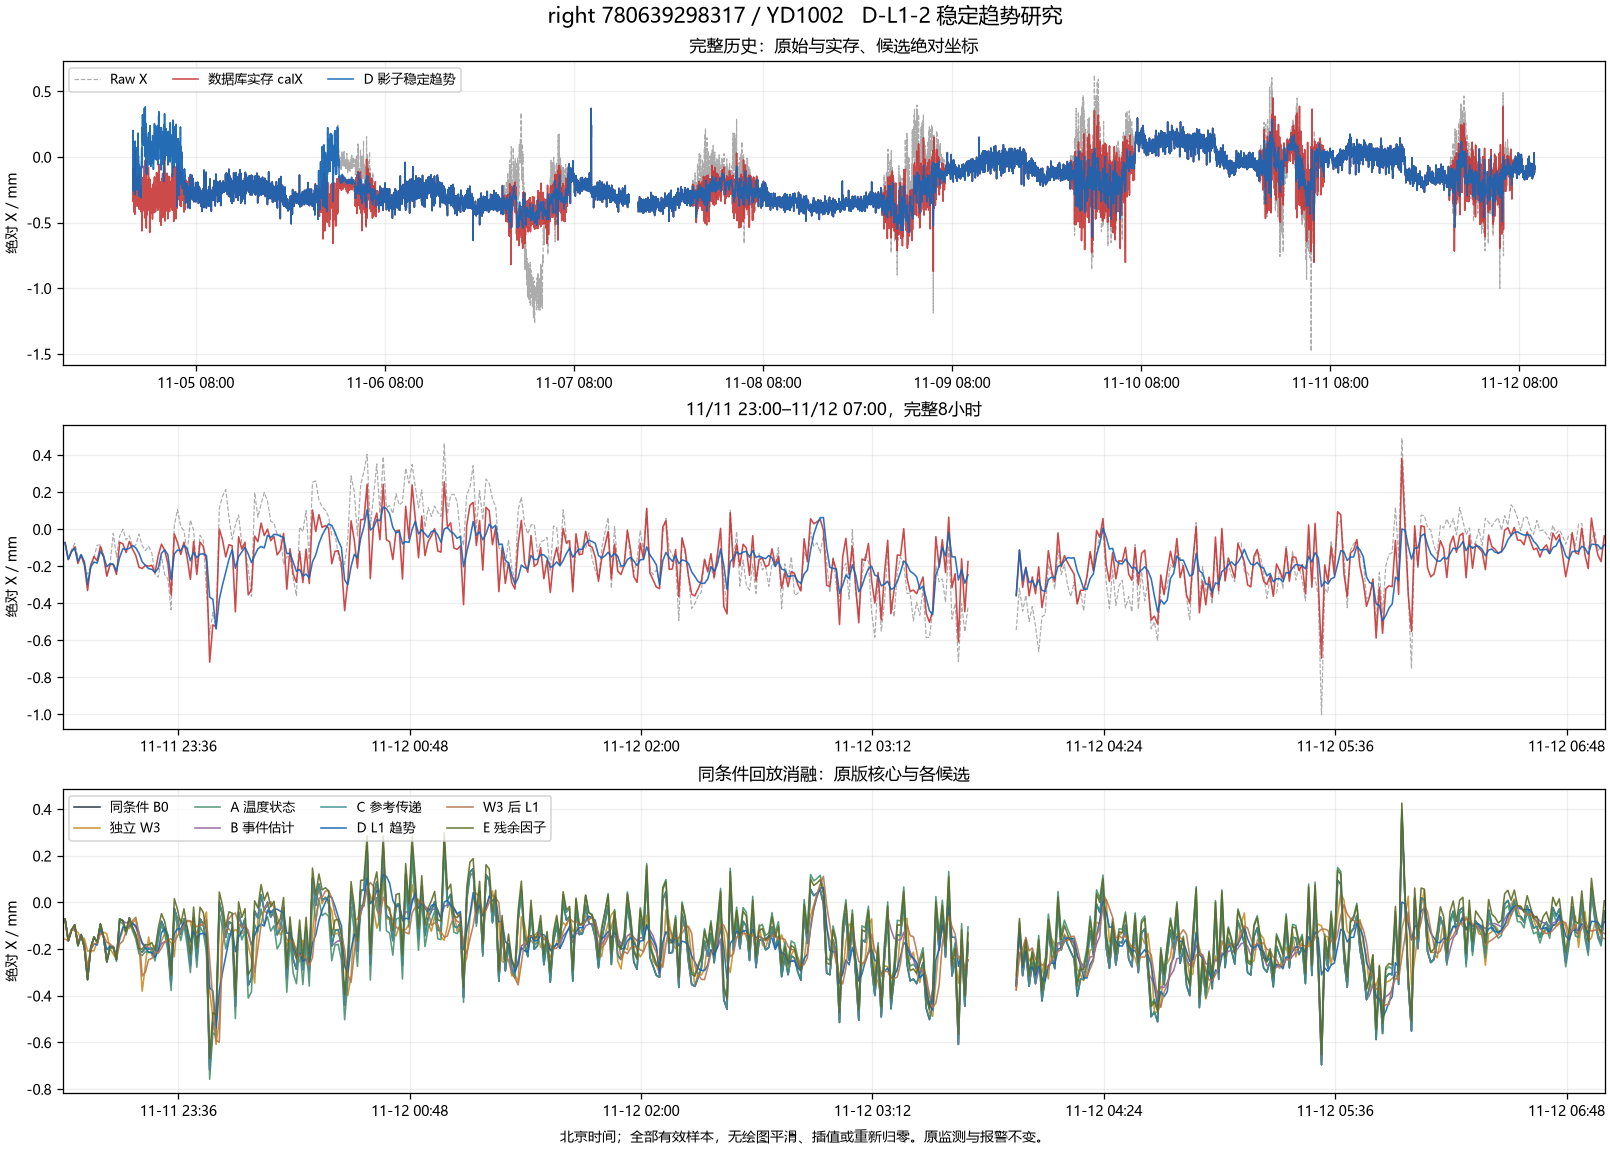 right 780639298317 / YD1002   D-L1-2 稳定趋势研究
完整历史：原始与实存、候选绝对坐标
Raw X
数据库实存 calX
D 影子稳定趋势
绝对 X / mm
0.5
0.0
-0.5
-1.0
-1.5
11-05 08:00
11-06 08:00
11-07 08:00
11-08 08:00
11-09 08:00
11-10 08:00
11-11 08:00
11-12 08:00
11/11 23:00–11/12 07:00，完整8小时
绝对 X / mm
0.4
0.2
0.0
-0.2
-0.4
-0.6
-0.8
-1.0
11-11 23:36
11-12 00:48
11-12 02:00
11-12 03:12
11-12 04:24
11-12 05:36
11-12 06:48
同条件回放消融：原版核心与各候选
同条件 B0
独立 W3
A 温度状态
B 事件估计
C 参考传递
D L1 趋势
W3 后 L1
E 残余因子
绝对 X / mm
0.4
0.2
0.0
-0.2
-0.4
-0.6
-0.8
11-11 23:36
11-12 00:48
11-12 02:00
11-12 03:12
11-12 04:24
11-12 05:36
11-12 06:48
北京时间；全部有效样本，无绘图平滑、插值或重新归零。原监测与报警不变。